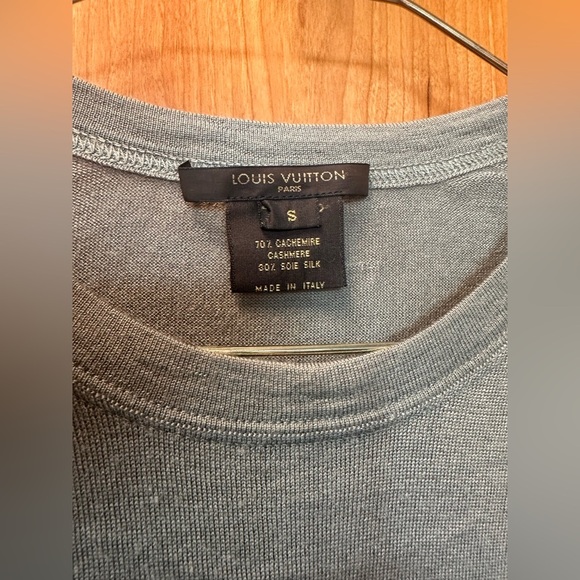 LOUIS VUITTON
PARIS
S
70% CACHEMIRE
CASHMERE
30% SOIE SILK
MADE IN ITALY